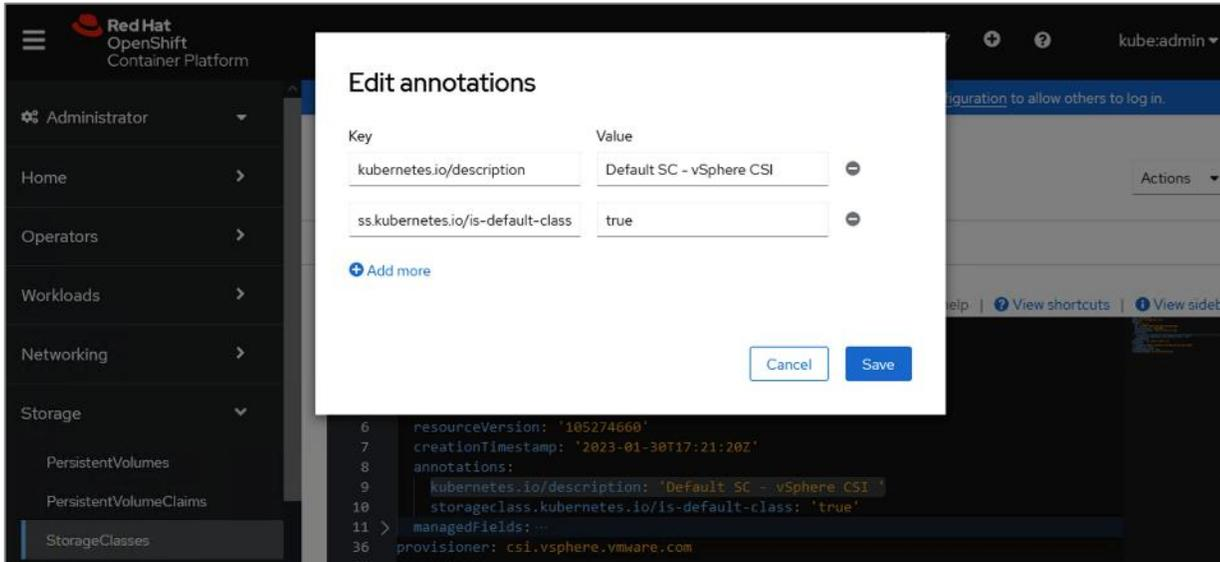 Red Hat
OpenShift
Container Platform
kube:admin
Administrator
Home
Operators
Workloads
Networking
Storage
PersistentVolumes
PersistentVolumeClaims
StorageClasses
Edit annotations
Key Value
kubernetes.io/description Default SC - vSphere CSI
ss.kubernetes.io/is-default-class true
Add more
Cancel Save
figuration to allow others to log in.
Actions
help | View shortcuts | View sideb
6 resourceVersion: '105274660'
7 creationTimestamp: '2023-01-30T17:21:20Z'
8 annotations:
9 kubernetes.io/description: 'Default SC - vSphere CSI '
10 storageclass.kubernetes.io/is-default-class: 'true'
11 managedFields: ...
36 provisioner: csi.vsphere.vmware.com